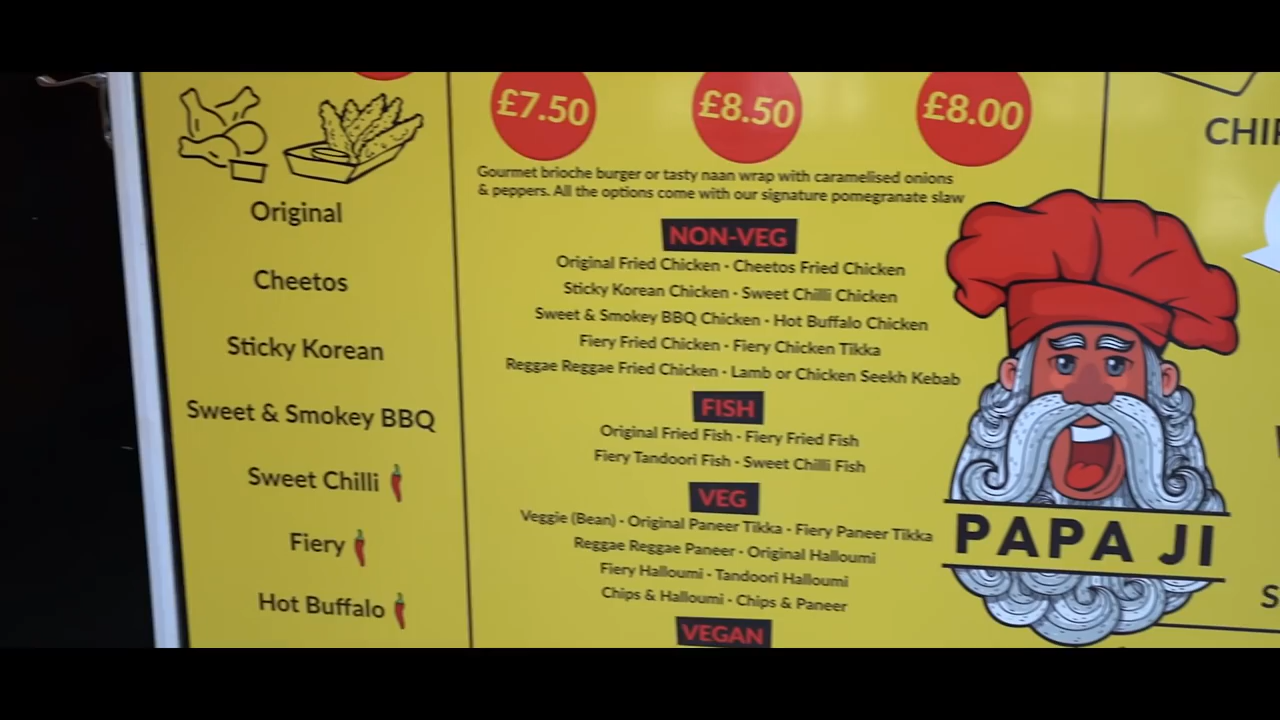 Original
Cheetos
Sticky Korean
Sweet & Smokey BBQ
Sweet Chilli
Fiery
Hot Buffalo
£7.50
£8.50
£8.00
Gourmet brioche burger or tasty naan wrap with caramelised onions
& peppers. All the options come with our signature pomegranate slaw
NON-VEG
Original Fried Chicken - Cheetos Fried Chicken
Sticky Korean Chicken - Sweet Chilli Chicken
Sweet & Smokey BBQ Chicken - Hot Buffalo Chicken
Fiery Fried Chicken - Fiery Chicken Tikka
Reggae Reggae Fried Chicken - Lamb or Chicken Seekh Kebab
FISH
Original Fried Fish - Fiery Fried Fish
Fiery Tandoori Fish - Sweet Chilli Fish
VEG
Veggie (Bean) - Original Paneer Tikka - Fiery Paneer Tikka
Reggae Reggae Paneer - Original Halloumi
Fiery Halloumi - Tandoori Halloumi
Chips & Halloumi - Chips & Paneer
VEGAN
PAPA JI